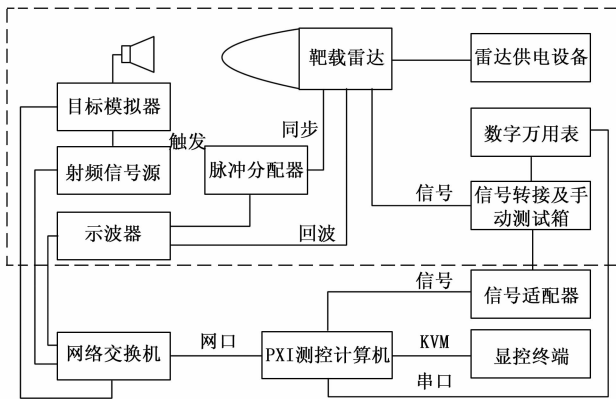 靶载雷达
雷达供电设备
目标模拟器
同步
数字万用表
触发
射频信号源
脉冲分配器
信号
信号转接及手
动测试箱
示波器
回波
信号
信号适配器
网络交换机
网口
PXI测控计算机
KVM
显控终端
串口